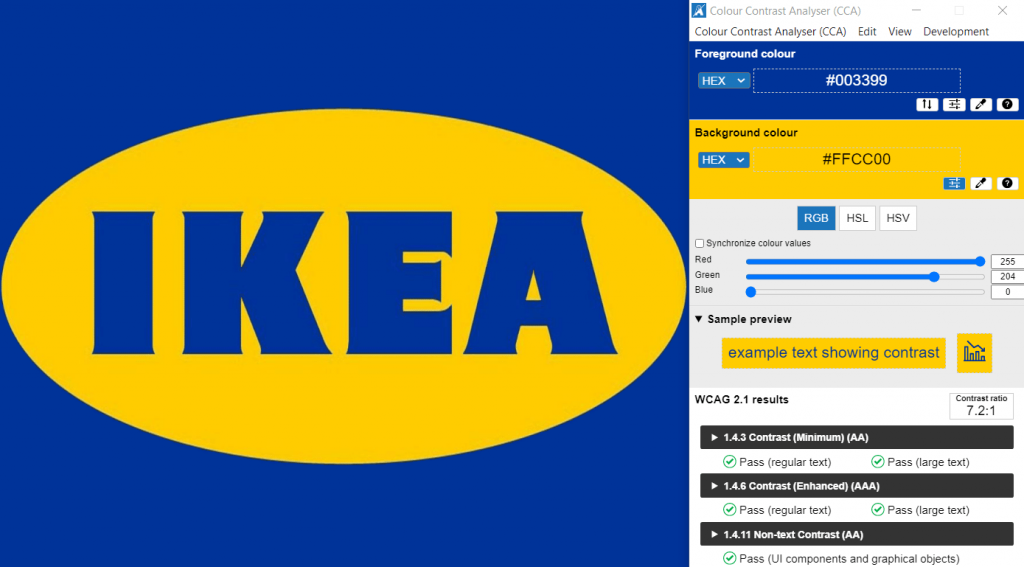 IKEA
Colour Contrast Analyser (CCA)
Colour Contrast Analyser (CCA) Edit View Development
Foreground colour
HEX #003399
Background colour
HEX #FFCC00
RGB HSL HSV
Synchronize colour values
Red 255
Green 204
Blue 0
▼ Sample preview
example text showing contrast
WCAG 2.1 results
Contrast ratio
7.2:1
1.4.3 Contrast (Minimum) (AA)
Pass (regular text) Pass (large text)
1.4.6 Contrast (Enhanced) (AAA)
Pass (regular text) Pass (large text)
1.4.11 Non-text Contrast (AA)
Pass (UI components and graphical objects)